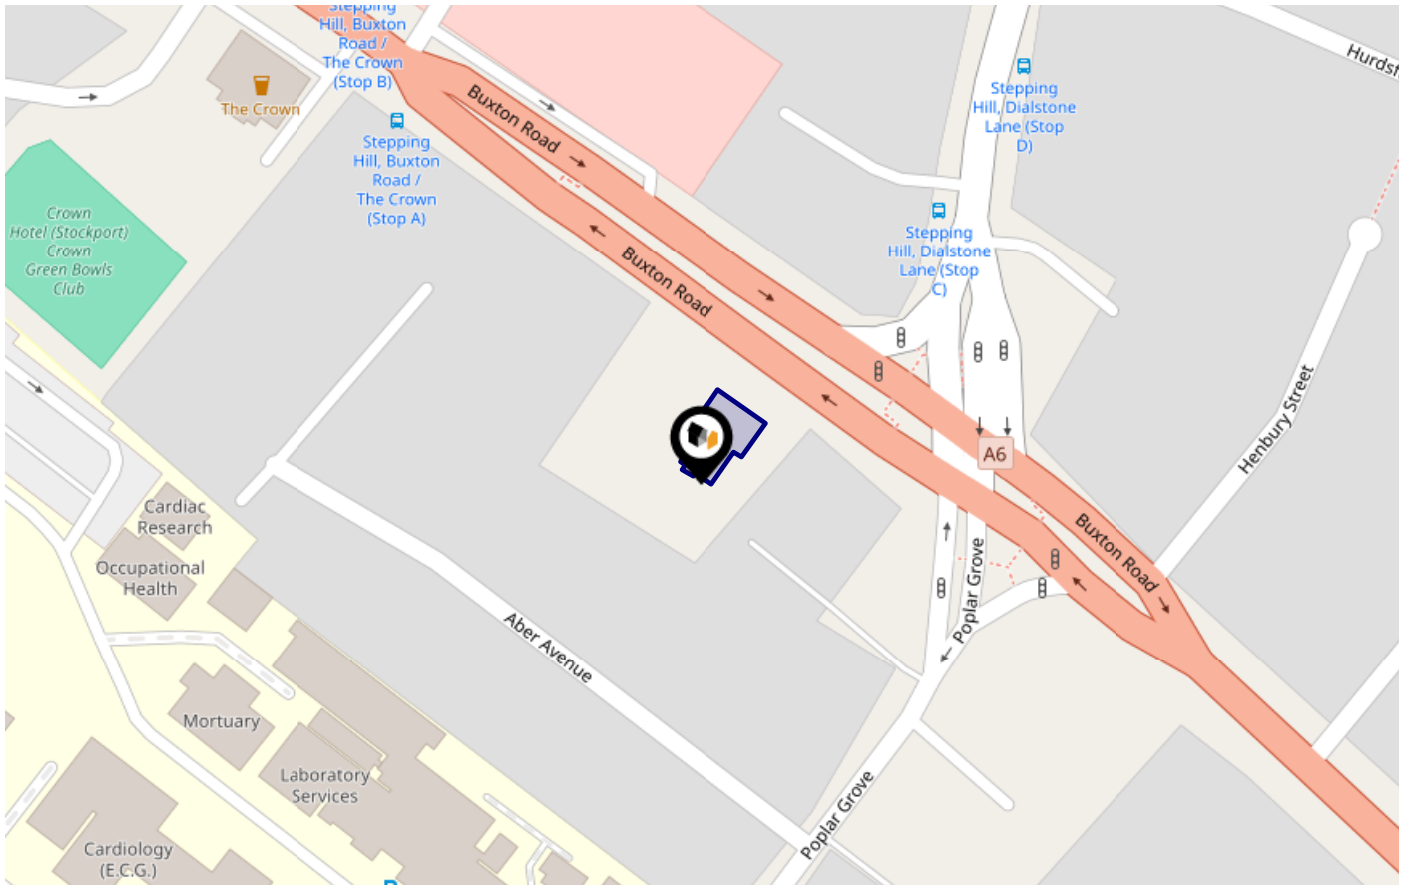 Stepping
Hill, Buxton
Road /
The Crown
(Stop B)
The Crown
Stepping
Hill, Buxton
Road /
The Crown
(Stop A)
Buxton Road
Buxton Road
Stepping
Hill, Dialstone
Lane (Stop
D)
Stepping
Hill, Dialstone
Lane (Stop
C)
Crown
Hotel (Stockport)
Crown
Green Bowls
Club
A6
Henbury Street
Buxton Road
Poplar Grove
Cardiac
Research
Occupational
Health
Aber Avenue
Mortuary
Laboratory
Services
Poplar Grove
Cardiology
(E.C.G.)